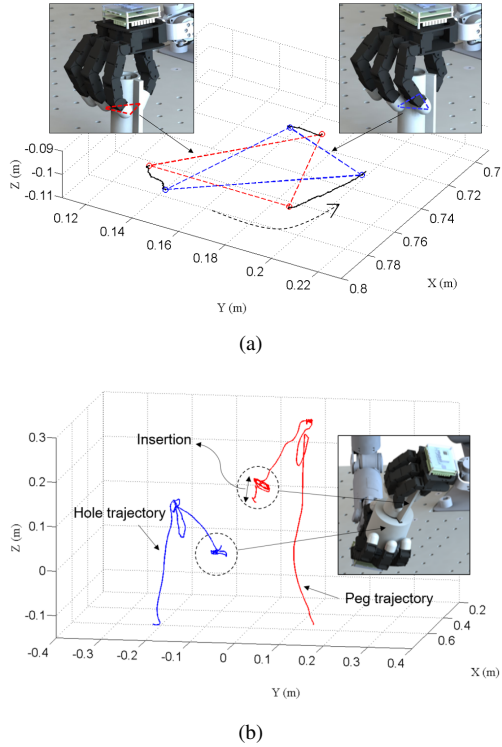 -0.09
-0.1
-0.11
Z (m)
0.12
0.14
0.16
0.18
0.2
0.22
Y (m)
0.7
0.72
0.74
0.76
0.78
0.8
X (m)
(a)
0.3
0.2
0.1
0
-0.1
Z (m)
Insertion
Hole trajectory
Peg trajectory
-0.4
-0.3
-0.2
-0.1
0
0.1
0.2
0.3
0.4
Y (m)
0.2
0.4
0.6
X (m)
(b)